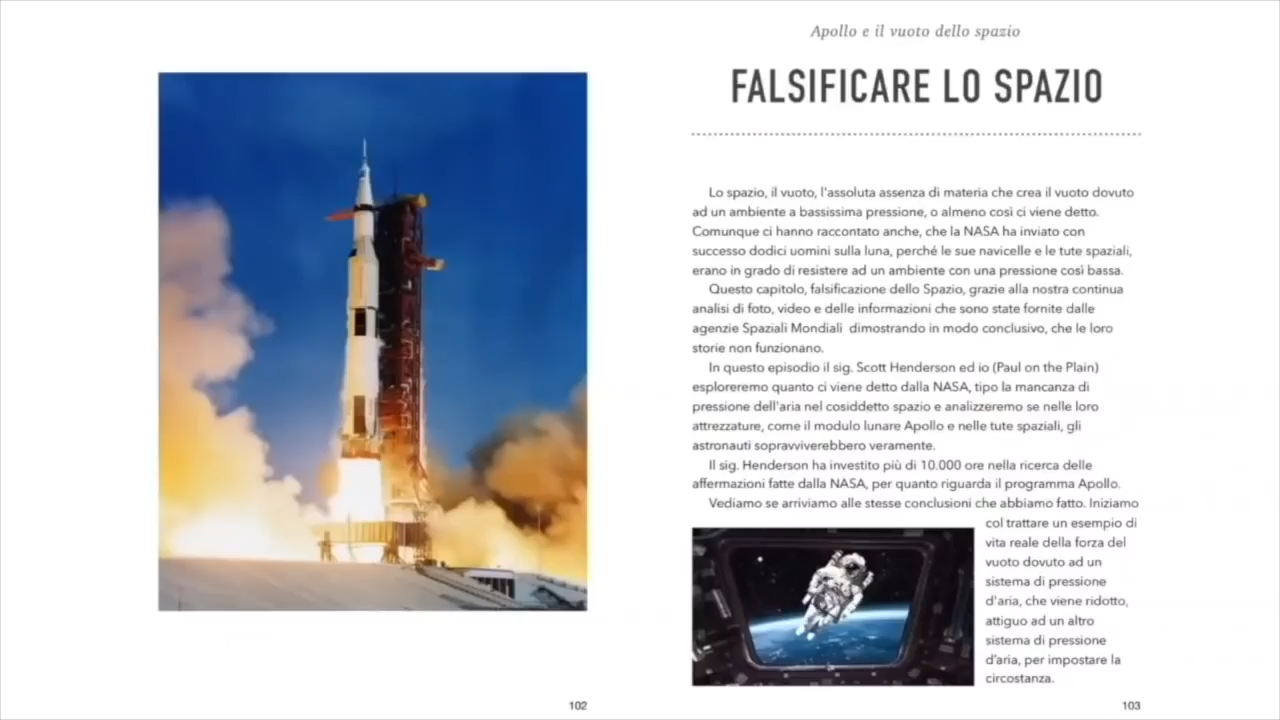 Apollo e il vuoto dello spazio
FALSIFICARE LO SPAZIO
Lo spazio, il vuoto, l'assoluta assenza di materia che crea il vuoto dovuto
ad un ambiente a bassissima pressione, o almeno così ci viene detto.
Comunque ci hanno raccontato anche, che la NASA ha inviato con
successo dodici uomini sulla luna, perché le sue navicelle e le tute spaziali,
erano in grado di resistere ad un ambiente con una pressione così bassa.
Questo capitolo, falsificazione dello Spazio, grazie alla nostra continua
analisi di foto, video e delle informazioni che sono state fornite dalle
agenzie Spaziali Mondiali dimostrando in modo conclusivo, che le loro
storie non funzionano.
In questo episodio il sig. Scott Henderson ed io (Paul on the Plain)
esploreremo quanto ci viene detto dalla NASA, tipo la mancanza di
pressione dell'aria nel cosiddetto spazio e analizzeremo se nelle loro
attrezzature, come il modulo lunare Apollo e nelle tute spaziali, gli
astronauti sopravviverebbero veramente.
Il sig. Henderson ha investito più di 10.000 ore nella ricerca delle
affermazioni fatte dalla NASA, per quanto riguarda il programma Apollo.
Vediamo se arriviamo alle stesse conclusioni che abbiamo fatto. Iniziamo
col trattare un esempio di
vita reale della forza del
vuoto dovuto ad un
sistema di pressione
d'aria, che viene ridotto,
attiguo ad un altro
sistema di pressione
d'aria, per impostare la
circostanza.
102
103